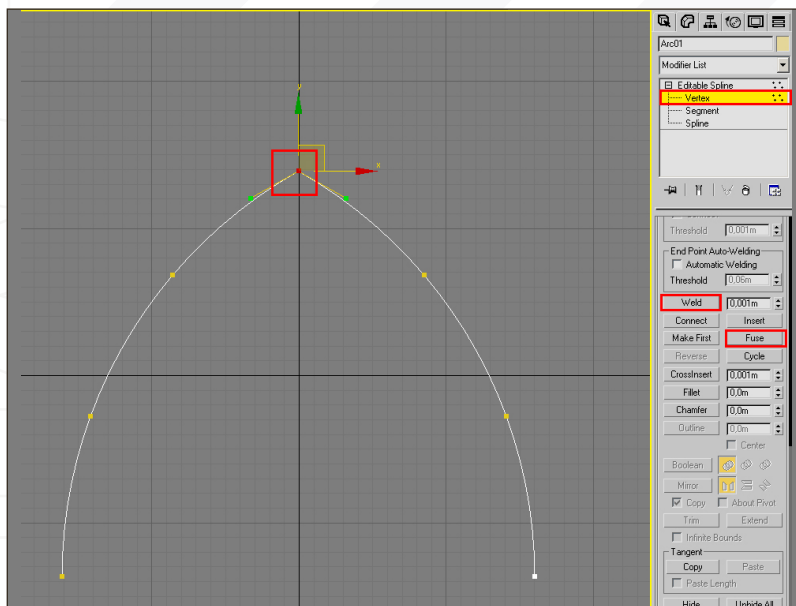 Arc01
Modifier List
Editable Spline
Vertex
Segment
Spline
y
x
Threshold 0,001m
End Point Auto-Welding
Automatic Welding
Threshold 0,06m
Weld 0,001m
Connect Insert
Make First Fuse
Reverse Cycle
CrossInsert 0,001m
Fillet 0,0m
Chamfer 0,0m
Outline 0,0m
Center
Boolean
Mirror
Copy About Pivot
Trim Extend
Infinite Bounds
Tangent
Copy Paste
Paste Length
Hide Unhide All